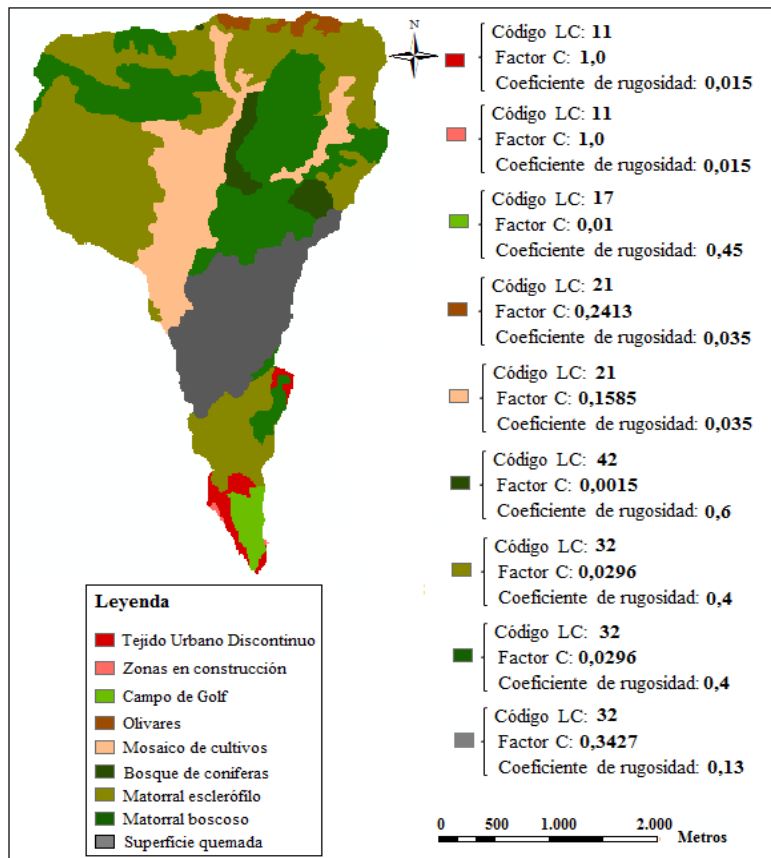 N
Código LC: 11
Factor C: 1,0
Coeficiente de rugosidad: 0,015
Código LC: 11
Factor C: 1,0
Coeficiente de rugosidad: 0,015
Código LC: 17
Factor C: 0,01
Coeficiente de rugosidad: 0,45
Código LC: 21
Factor C: 0,2413
Coeficiente de rugosidad: 0,035
Código LC: 21
Factor C: 0,1585
Coeficiente de rugosidad: 0,035
Código LC: 42
Factor C: 0,0015
Coeficiente de rugosidad: 0,6
Código LC: 32
Factor C: 0,0296
Coeficiente de rugosidad: 0,4
Código LC: 32
Factor C: 0,0296
Coeficiente de rugosidad: 0,4
Código LC: 32
Factor C: 0,3427
Coeficiente de rugosidad: 0,13
Leyenda
Tejido Urbano Discontinuo
Zonas en construcción
Campo de Golf
Olivares
Mosaico de cultivos
Bosque de coníferas
Matorral esclerófilo
Matorral boscoso
Superfície quemada
0 500 1.000 2.000
Metros